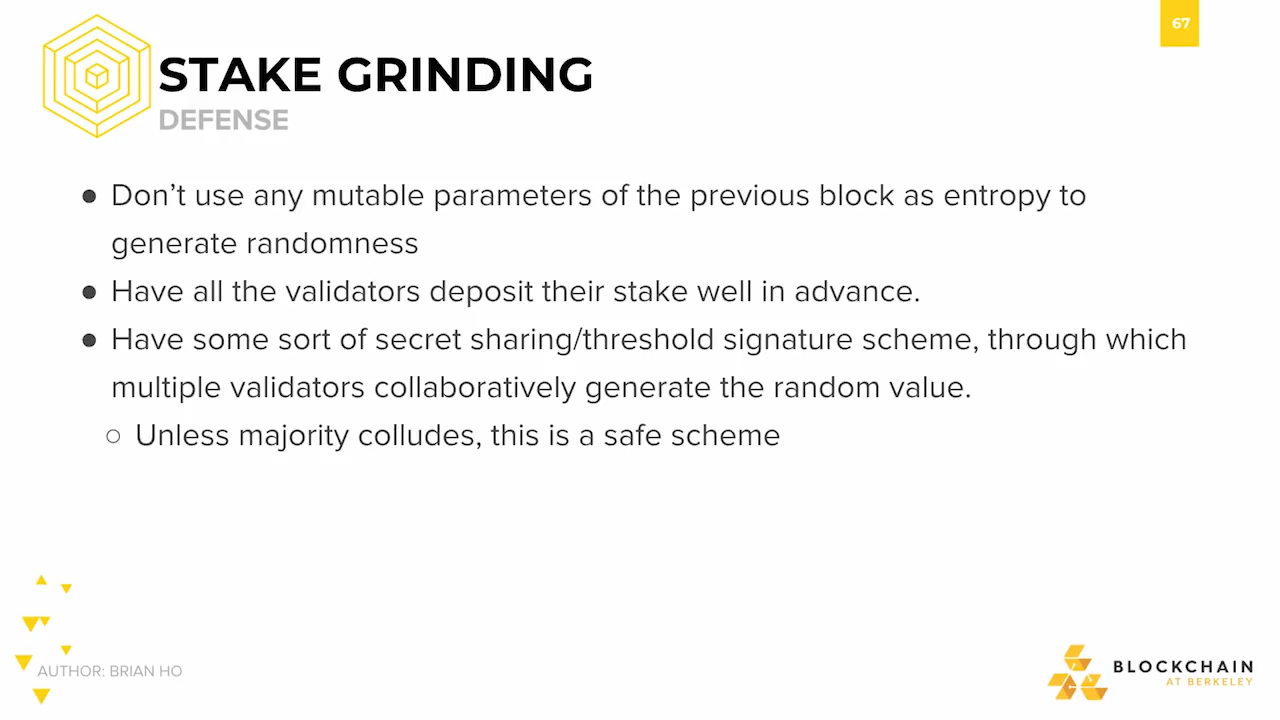 67
STAKE GRINDING
DEFENSE
● Don’t use any mutable parameters of the previous block as entropy to
generate randomness
● Have all the validators deposit their stake well in advance.
● Have some sort of secret sharing/threshold signature scheme, through which
multiple validators collaboratively generate the random value.
○ Unless majority colludes, this is a safe scheme
AUTHOR: BRIAN HO
BLOCKCHAIN
AT BERKELEY